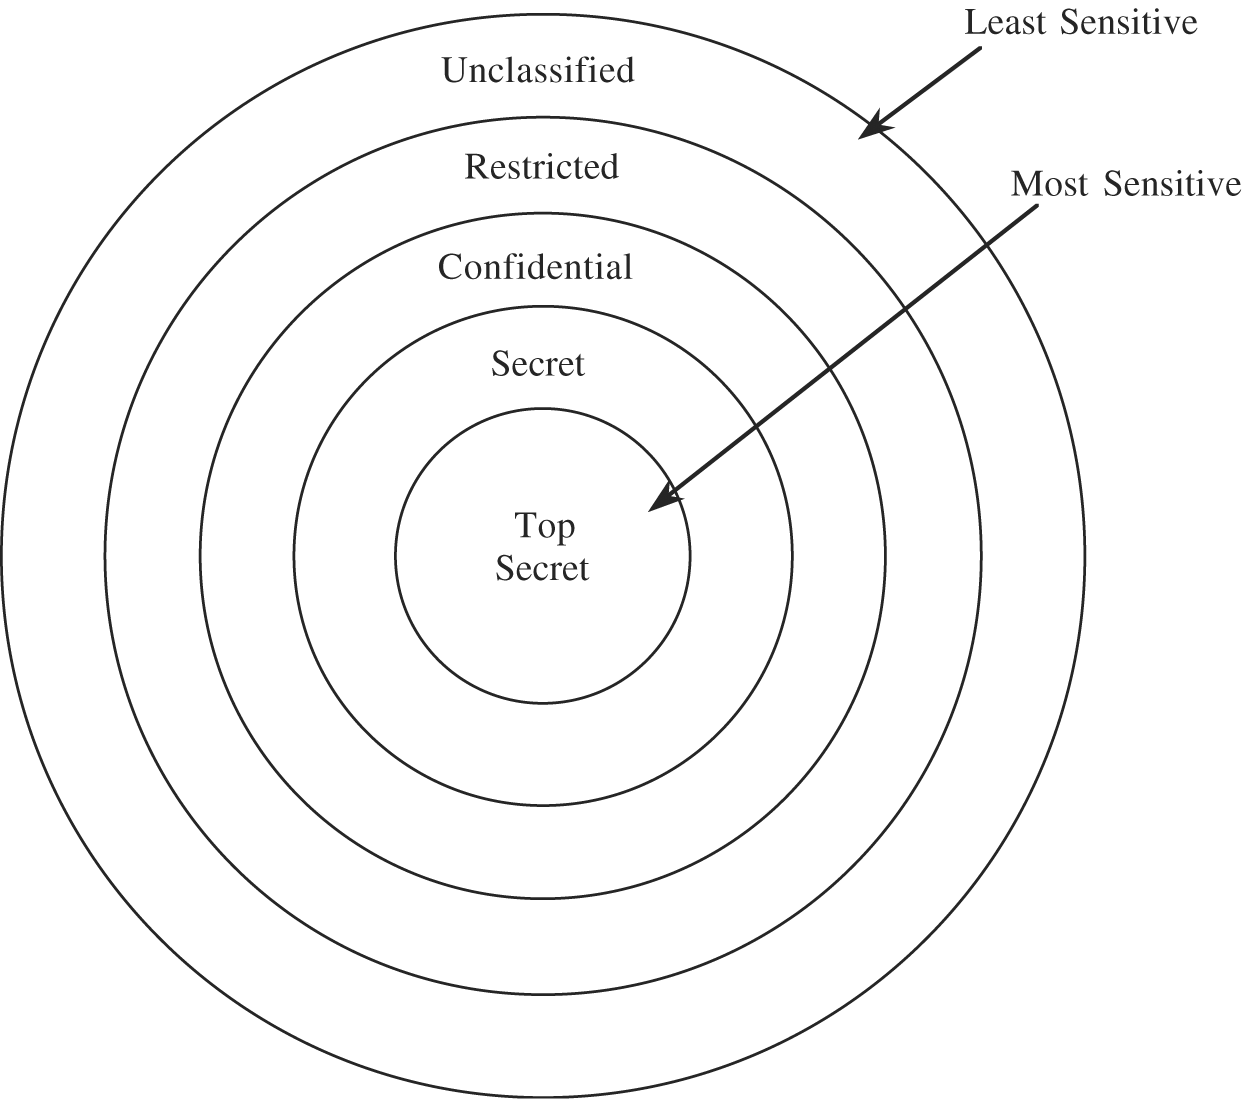 Least Sensitive
Unclassified
Restricted
Most Sensitive
Confidential
Secret
Top
Secret